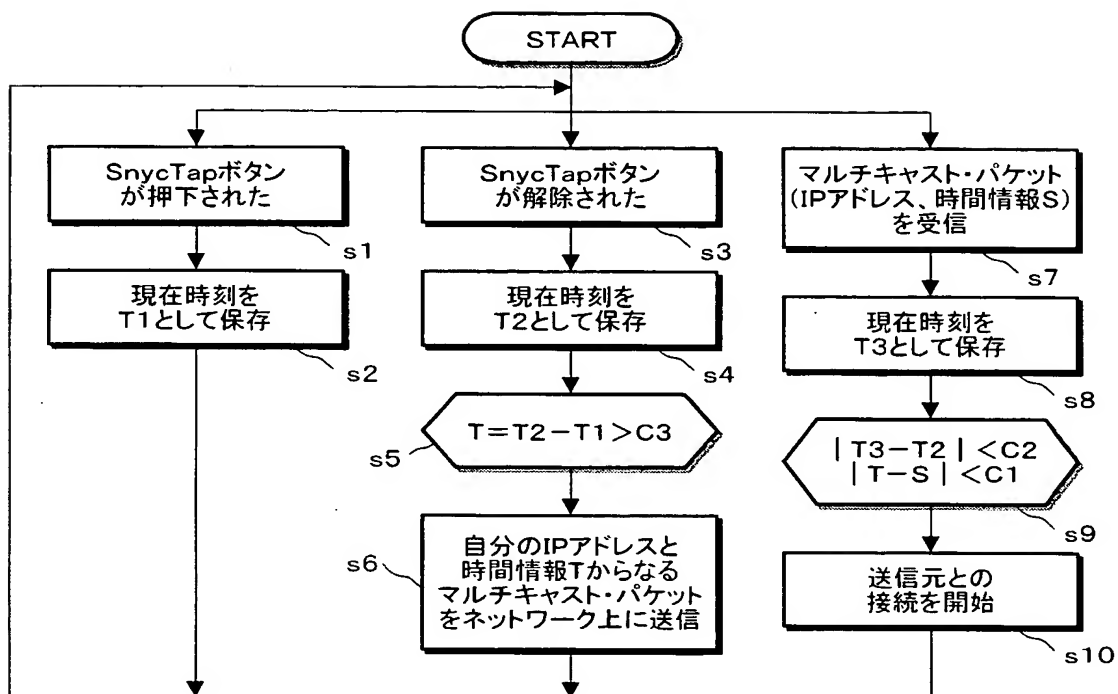 START
SnycTapボタン
が押下された
s1
現在時刻を
T1として保存
s2
SnycTapボタン
が解除された
s3
現在時刻を
T2として保存
s4
T=T2-T1>C3
s5
自分のIPアドレスと
時間情報Tからなる
マルチキャスト・パケット
をネットワーク上に送信
s6
マルチキャスト・パケット
(IPアドレス、時間情報S)
を受信
s7
現在時刻を
T3として保存
s8
|T3-T2|<C2
|T-S|<C1
s9
送信元との
接続を開始
s10